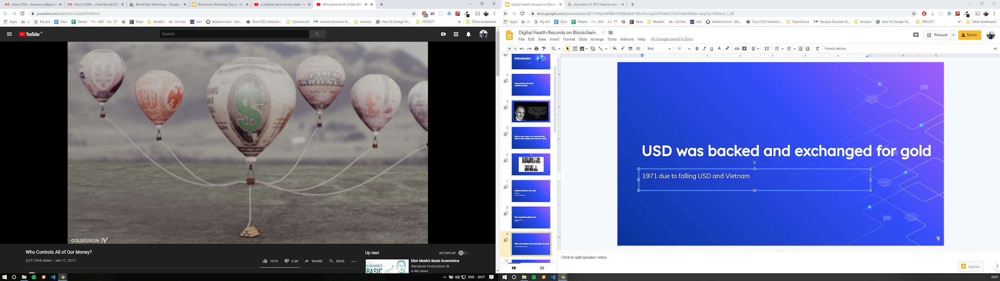 Inbox (556) - sharaisunny@gma
Inbox (1,058) - vishal16csu422@
BlockChain Workshop - Google D
Blockchain Workshop Day 2 - Go
us federal bank money made - Y
Who Controls All of Our Mor
youtube.com/watch?v=mQUhJTxK5mA
Apps
U
My Act
Docs
Sheets
LMS
TT
Read
Readlist
Col-Hex
trail
Material icons - Ma...
Pure CSS3 Gradient...
OpenSource
Amazon Business St...
Amazon
How To Change Yo...
PROJECT
Other bookmarks
YouTube IN
Search
JPIMM
KRONUR
COLDFUSION TV
Who Controls All of Our Money?
3,517,994 views • Jun 11, 2017
101K
3.6K
SHARE
SAVE
Up next
AUTOPLAY
ELON MUSK'S
BASIC
Elon Musk's Basic Economics
Wendover Productions
4.4M views
ENG
22:21
Digital Health Records on Block
december 23 1913 federal reser
docs.google.com/presentation/d/11HVpSz4I9Mb1AMWz4xb1WIn35n1zuGHFfcIshzT2oZY/edit#slide=id.g7ac1145eed_1_38
Apps
U
My Act
Docs
Sheets
LMS
TT
Read
Readlist
Col-Hex
trail
Material icons - Ma...
Pure CSS3 Gradient...
OpenSource
Amazon Business St...
Amazon
How To Change Yo...
PROJECT
Other bookmarks
Digital Health Records on Blockchain
File Edit View Insert Format Slide Arrange Tools Add-ons Help
All changes saved in Drive
Present
Share
Muli
14
Format options
Introduction
3
Who controls all of the
world's money?
4
5
Give a man a gun, he'll rob the bank
Give a man a bank, he'll rob the world
6
7
Federal Reserve Act, 1913
8
How does this affect me?
9
USD was backed and exchanged for gold
10
USD was backed and exchanged for gold
1971 due to falling USD and Vietnam
001
010
9
Click to add speaker notes
Explore
22:21